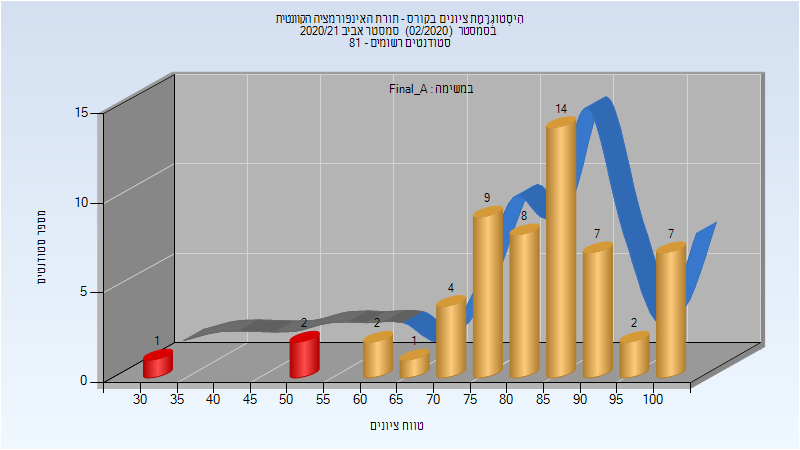 הִיסְטוגְרָמַת ציונים בקורס - תורת האינפורמציה הקוונטית
בסמסטר (02/2020) סמסטר אביב 2020/21
סטודנטים רשומים - 81
במשימה : Final_A
מספר סטודנטים
15
10
5
0
1
2
2
1
4
9
8
14
7
2
7
30 35 40 45 50 55 60 65 70 75 80 85 90 95 100
טווח ציונים